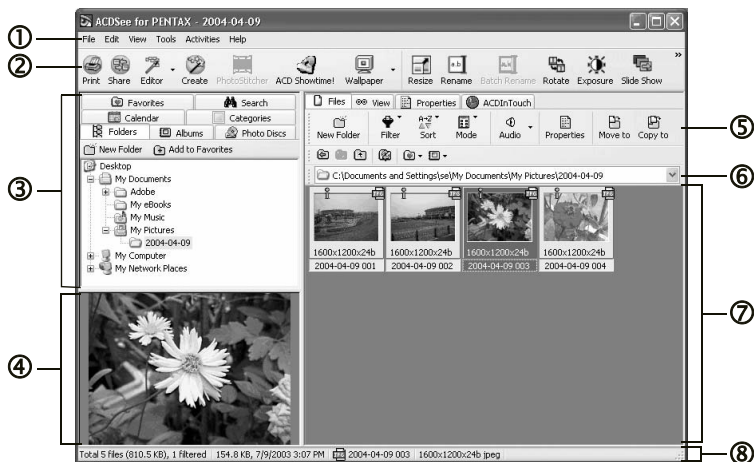 ACDSee for PENTAX - 2004-04-09
① File Edit View Tools Activities Help
② Print Share Editor Create PhotoStitcher ACD Showtime! Wallpaper Resize Rename Batch Rename Rotate Exposure Slide Show »
③ Favorites Search
Calendar Categories
Folders Albums Photo Discs
New Folder Add to Favorites
Desktop
My Documents
Adobe
My eBooks
My Music
My Pictures
2004-04-09
My Computer
My Network Places
④
Files View Properties ACDInTouch
New Folder Filter Sort Mode Audio Properties Move to Copy to ⑤
C:\Documents and Settings\se\My Documents\My Pictures\2004-04-09 ⑥
1600x1200x24b 1600x1200x24b 1600x1200x24b 1600x1200x24b
2004-04-09 001 2004-04-09 002 2004-04-09 003 2004-04-09 004
⑦
Total 5 files (810.5 KB), 1 filtered 154.8 KB, 7/9/2003 3:07 PM 2004-04-09 003 1600x1200x24b jpeg ⑧